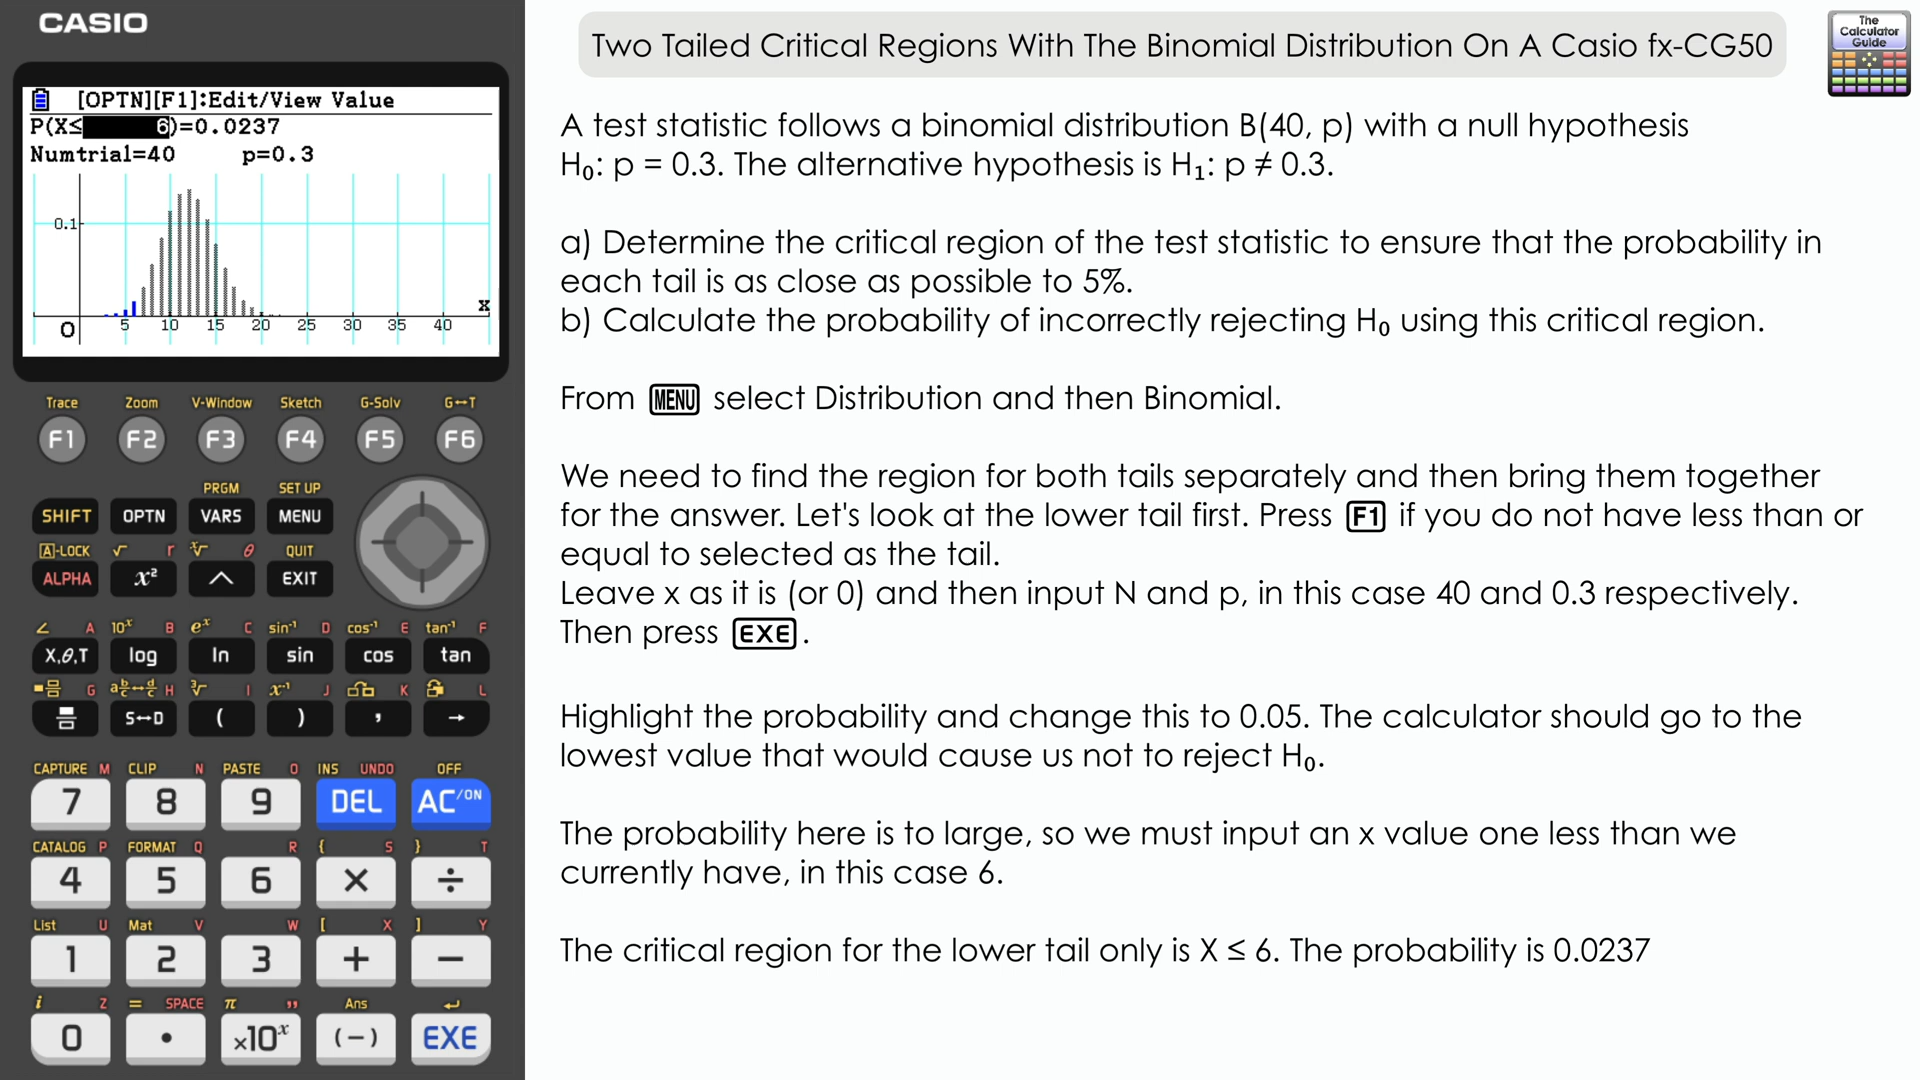 CASIO
Two Tailed Critical Regions With The Binomial Distribution On A Casio fx-CG50
The
Calculator
Guide
[OPTN][F1]:Edit/View Value
P(X≤ 6)=0.0237
Numtrial=40 p=0.3
0.1
x
O 5 10 15 20 25 30 35 40
A test statistic follows a binomial distribution B(40, p) with a null hypothesis
H₀: p = 0.3. The alternative hypothesis is H₁: p ≠ 0.3.
a) Determine the critical region of the test statistic to ensure that the probability in
each tail is as close as possible to 5%.
b) Calculate the probability of incorrectly rejecting H₀ using this critical region.
From MENU select Distribution and then Binomial.
We need to find the region for both tails separately and then bring them together
for the answer. Let's look at the lower tail first. Press F1 if you do not have less than or
equal to selected as the tail.
Leave x as it is (or 0) and then input N and p, in this case 40 and 0.3 respectively.
Then press EXE.
Highlight the probability and change this to 0.05. The calculator should go to the
lowest value that would cause us not to reject H₀.
The probability here is to large, so we must input an x value one less than we
currently have, in this case 6.
The critical region for the lower tail only is X ≤ 6. The probability is 0.0237
Trace Zoom V-Window Sketch G-Solv G↔T
F1 F2 F3 F4 F5 F6
PRGM SET UP
SHIFT OPTN VARS MENU
A-LOCK √ r ˣ√ θ QUIT
ALPHA x² ^ EXIT
∠ A 10ˣ B eˣ C sin⁻¹ D cos⁻¹ E tan⁻¹ F
X,θ,T log ln sin cos tan
G a b/c↔d/c H ³√ I x⁻¹ J K L
S↔D ( ) , →
CAPTURE M CLIP N PASTE O INS UNDO OFF
7 8 9 DEL AC/ON
CATALOG P FORMAT Q R { S } T
4 5 6 × ÷
List U Mat V W [ X ] Y
1 2 3 + −
i Z = SPACE π " Ans ↵
0 • ×10ˣ (−) EXE